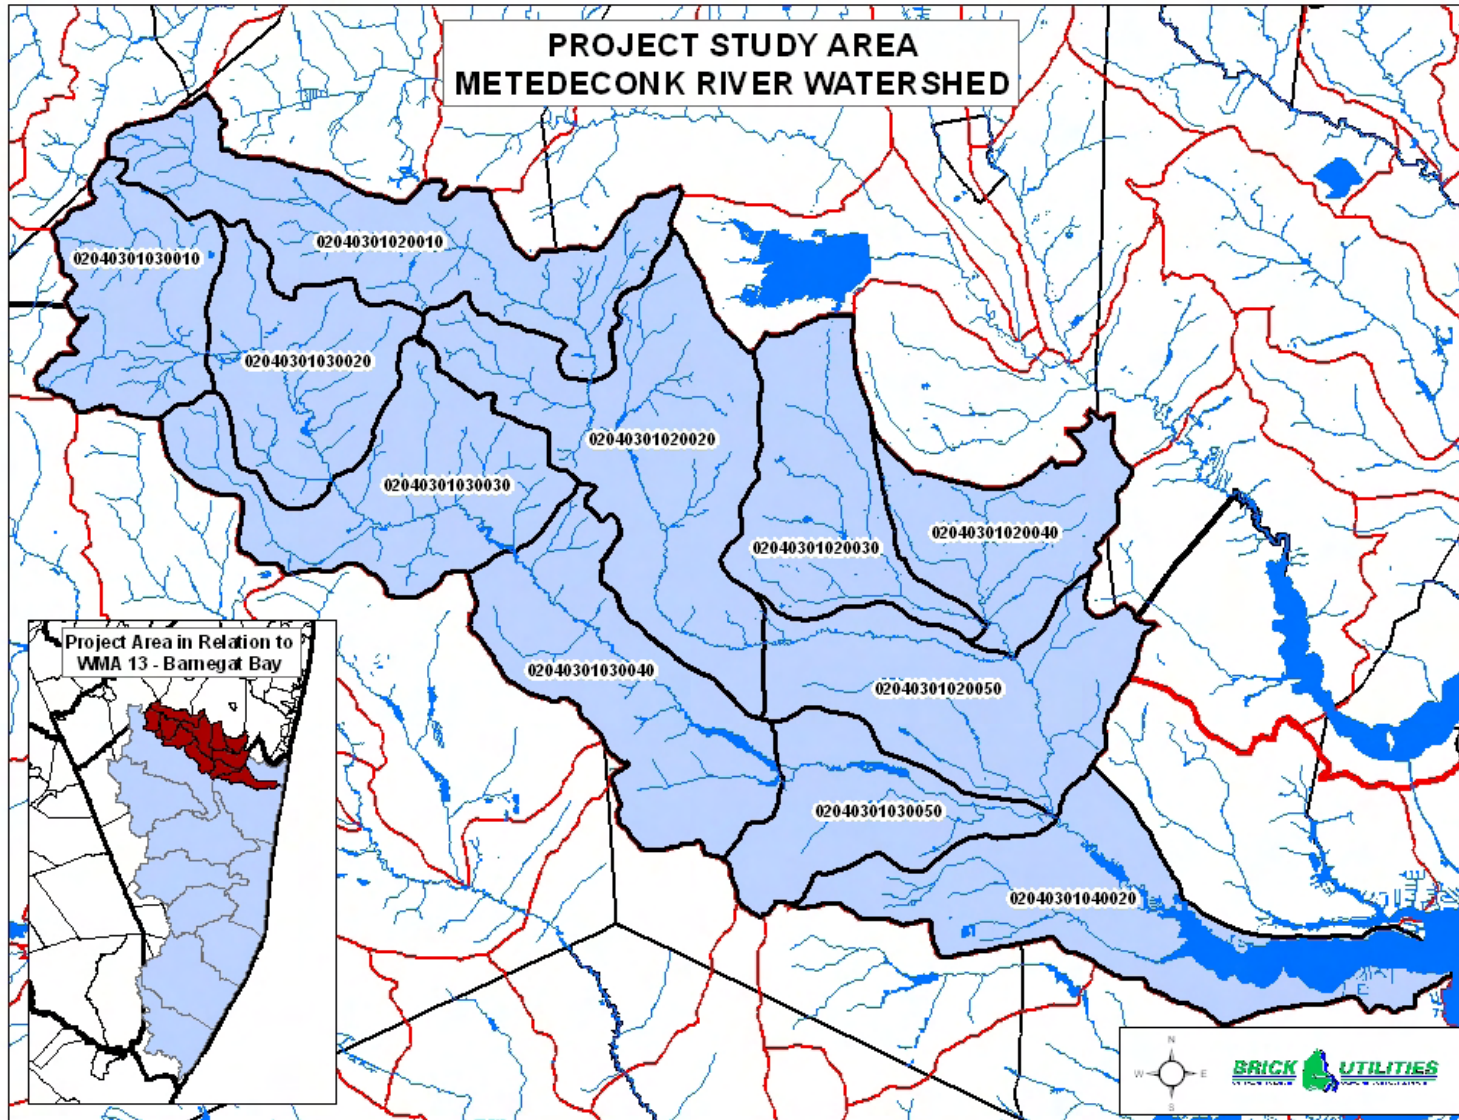 PROJECT STUDY AREA
METEDECONK RIVER WATERSHED
02040301020010
02040301030010
02040301030020
02040301020020
02040301030030
02040301020040
02040301020030
02040301030040
02040301020050
02040301030050
02040301040020
Project Area in Relation to
WMA 13 - Barnegat Bay
N
W
E
S
BRICK UTILITIES